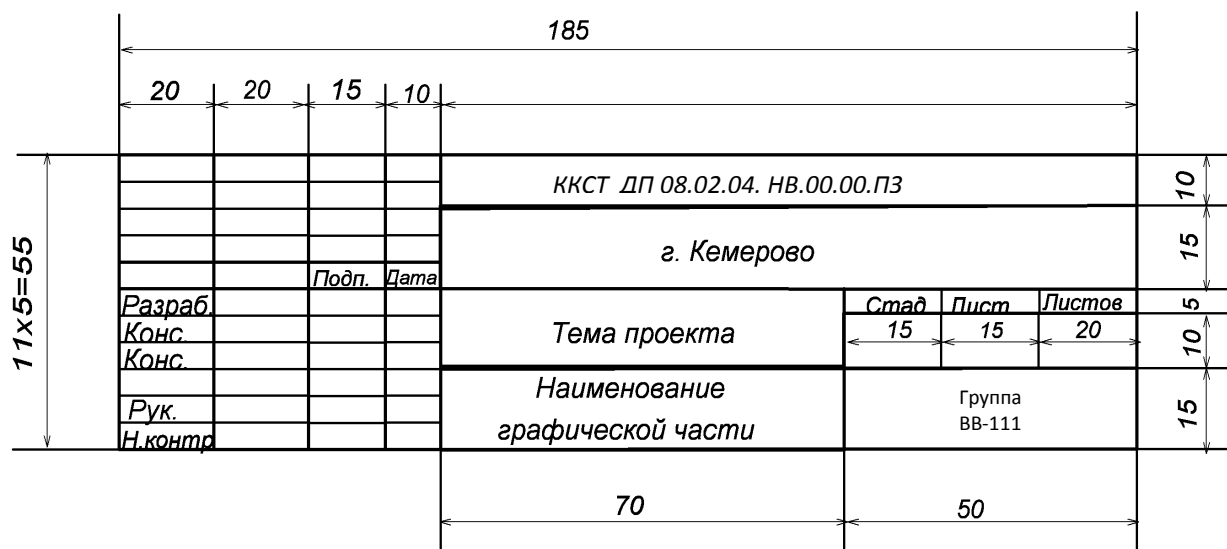 185
20 20 15 10
ККСТ ДП 08.02.04. НВ.00.00.ПЗ
10
г. Кемерово
15
11х5=55
Подп. Дата
Разраб.
Стад Лист Листов
5
Конс.
Тема проекта
15 15 20
10
Конс.
Наименование
графической части
Группа
ВВ-111
15
Рук.
Н.контр
70
50